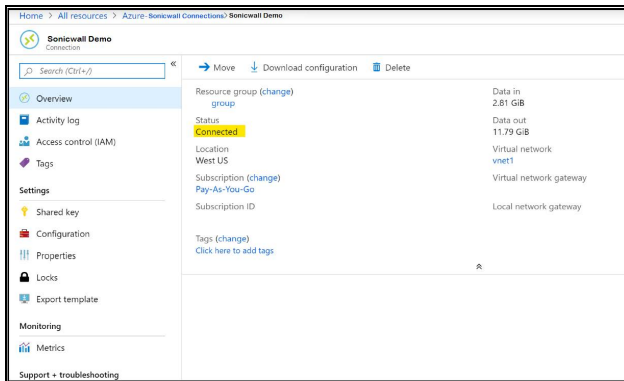 Home > All resources > Azure-Sonicwall Connections> Sonicwall Demo
Sonicwall Demo
Connection
Search (Ctrl+/)
«
Overview
Activity log
Access control (IAM)
Tags
Settings
Shared key
Configuration
Properties
Locks
Export template
Monitoring
Metrics
Support + troubleshooting
Move Download configuration Delete
Resource group (change)
group
Status
Connected
Location
West US
Subscription (change)
Pay-As-You-Go
Subscription ID
Tags (change)
Click here to add tags
Data in
2.81 GiB
Data out
11.79 GiB
Virtual network
vnet1
Virtual network gateway
Local network gateway